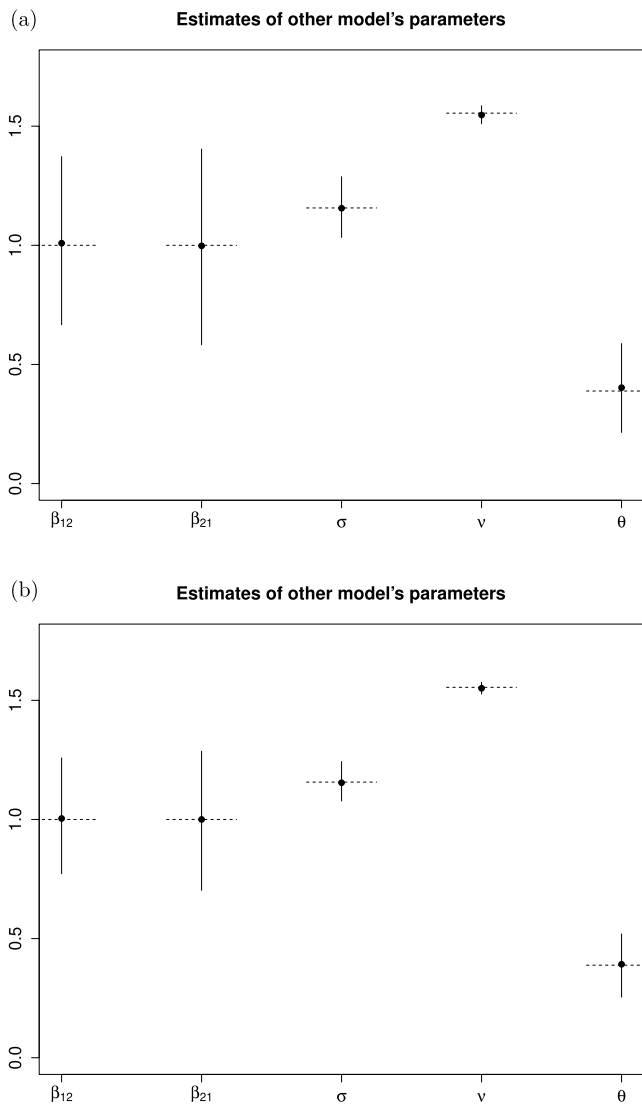 (a)
Estimates of other model's parameters
1.5
1.0
0.5
0.0
β₁₂ β₂₁ σ ν θ
(b)
Estimates of other model's parameters
1.5
1.0
0.5
0.0
β₁₂ β₂₁ σ ν θ